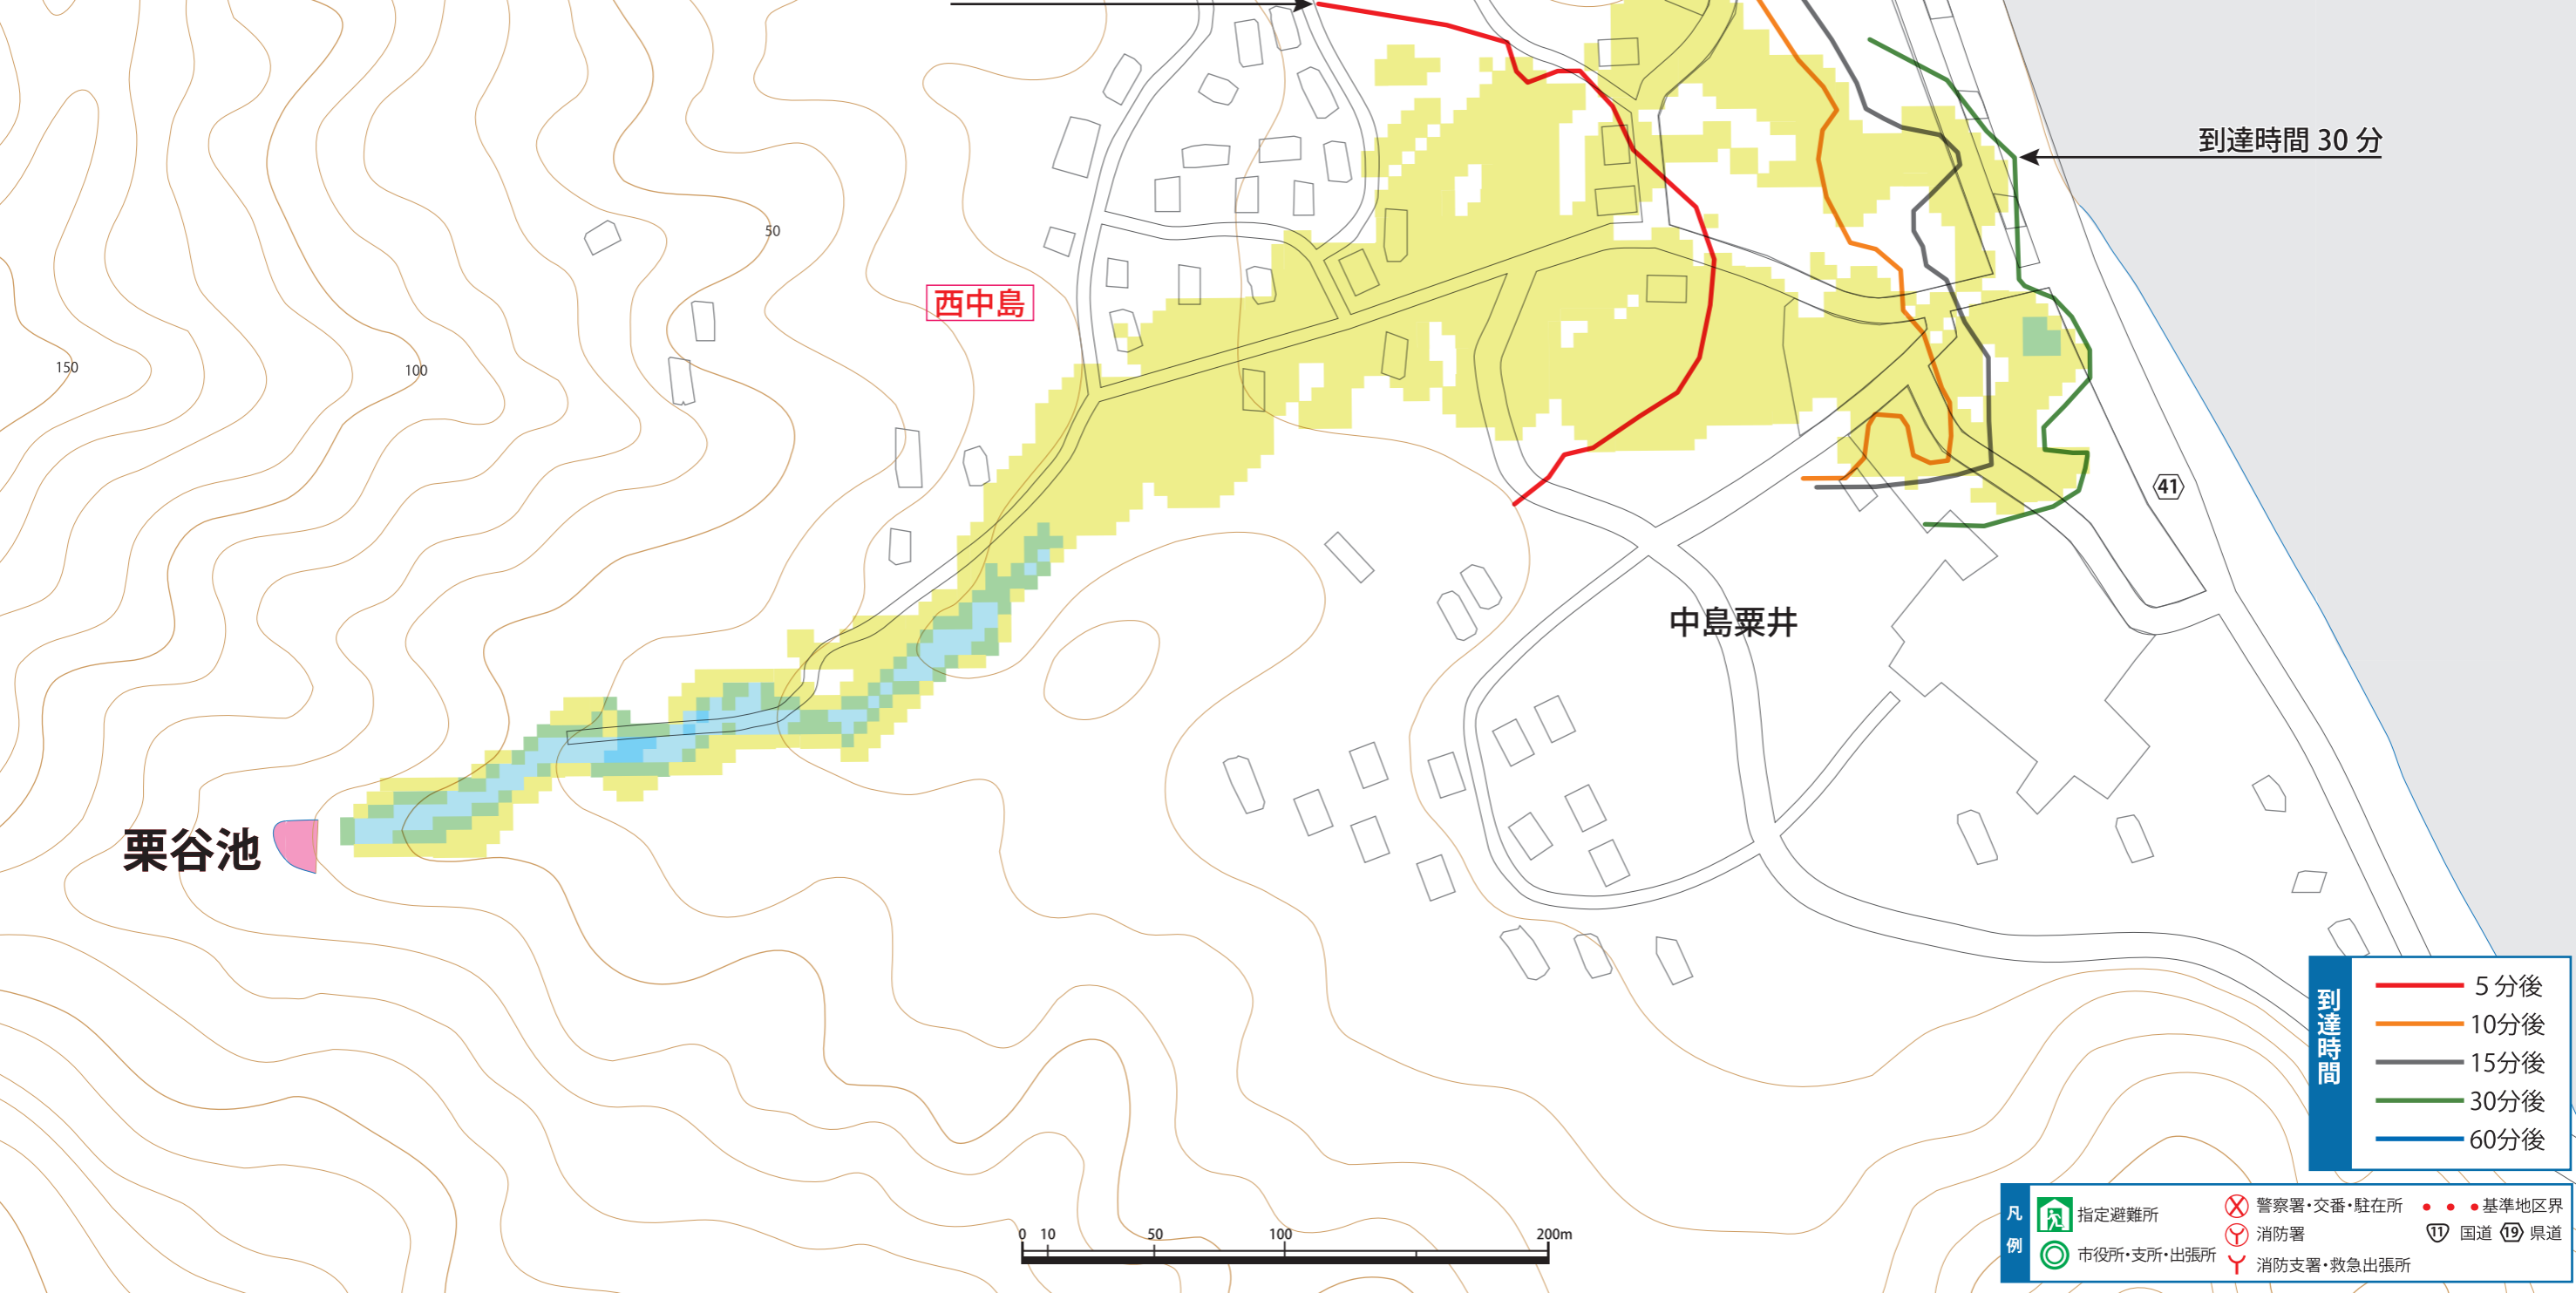 到達時間 30 分
50
西中島
150
100
41
中島粟井
栗谷池
到達時間
5 分後
10分後
15分後
30分後
60分後
0 10 50 100 200m
凡例
指定避難所
市役所・支所・出張所
警察署・交番・駐在所
消防署
消防支署・救急出張所
基準地区界
11 国道 19 県道